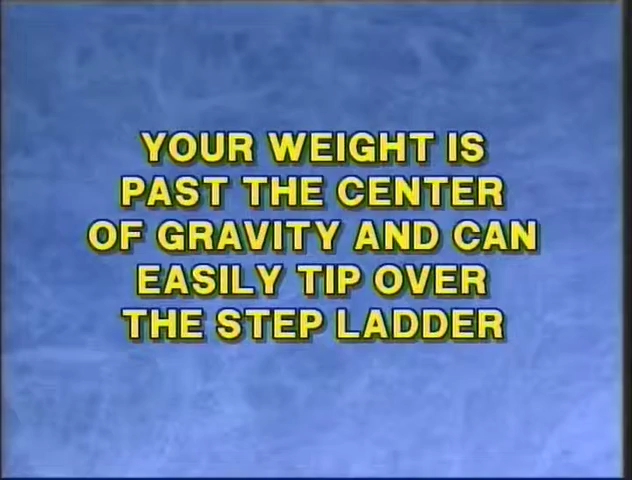 YOUR WEIGHT IS
PAST THE CENTER
OF GRAVITY AND CAN
EASILY TIP OVER
THE STEP LADDER